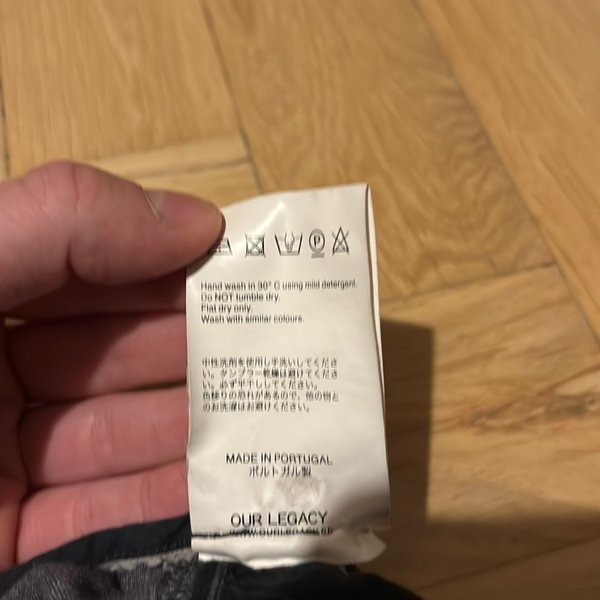 P
Hand wash in 30° C using mild detergent.
Do NOT tumble dry.
Flat dry only.
Wash with similar colours.
中性洗剤を使用し手洗いしてくださ
い。タンブラー乾燥は避けてくださ
い。必ず平干ししてください。
色移りの恐れがあるので、他の物と
のお洗濯はお避けください。
MADE IN PORTUGAL
ポルトガル製
OUR LEGACY
WWW.OURLEGACY.SE